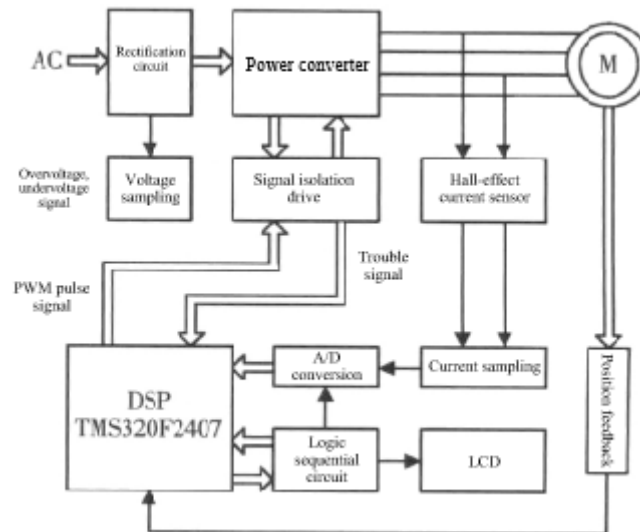 AC
Rectification
circuit
Power converter
M
Overvoltage,
undervoltage
signal
Voltage
sampling
Signal isolation
drive
Hall-effect
current sensor
PWM pulse
signal
Trouble
signal
DSP
TMS320F2407
A/D
conversion
Current sampling
Position feedback
Logic
sequential
circuit
LCD